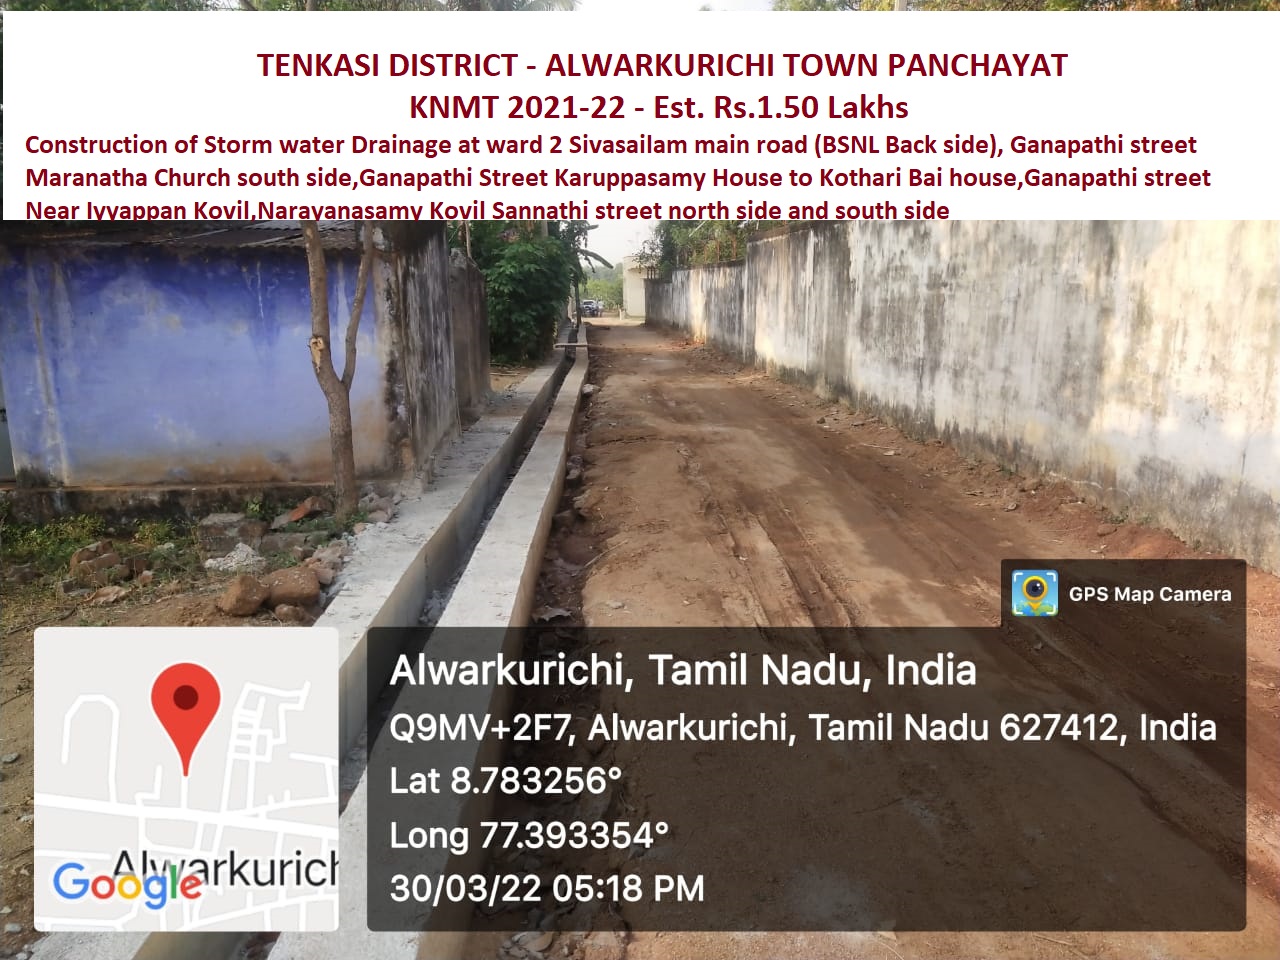 TENKASI DISTRICT - ALWARKURICHI TOWN PANCHAYAT
KNMT 2021-22 - Est. Rs.1.50 Lakhs
Construction of Storm water Drainage at ward 2 Sivasailam main road (BSNL Back side), Ganapathi street
Maranatha Church south side,Ganapathi Street Karuppasamy House to Kothari Bai house,Ganapathi street
Near Iyyappan Kovil,Narayanasamy Kovil Sannathi street north side and south side
GPS Map Camera
Alwarkurichi, Tamil Nadu, India
Q9MV+2F7, Alwarkurichi, Tamil Nadu 627412, India
Lat 8.783256°
Long 77.393354°
30/03/22 05:18 PM
Alwarkurich
Google